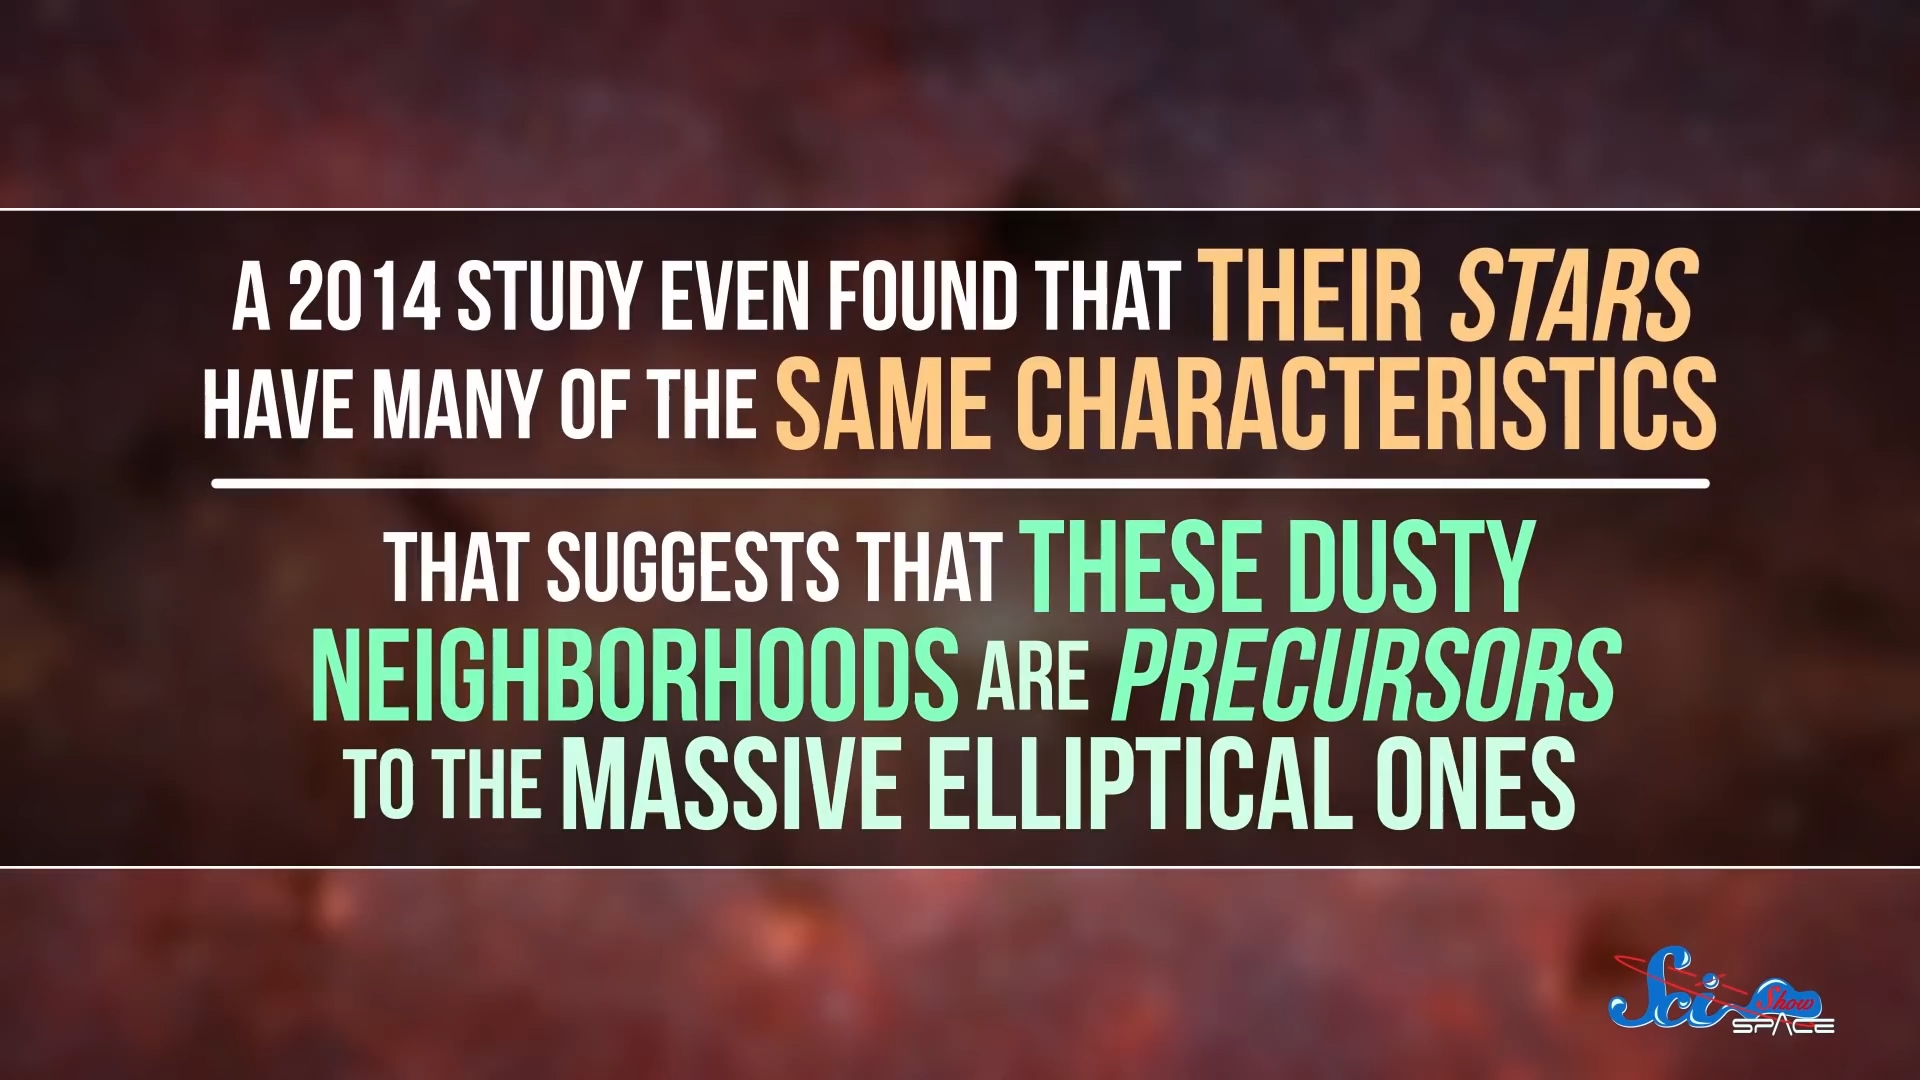 A 2014 STUDY EVEN FOUND THAT THEIR STARS
HAVE MANY OF THE SAME CHARACTERISTICS
THAT SUGGESTS THAT THESE DUSTY
NEIGHBORHOODS ARE PRECURSORS
TO THE MASSIVE ELLIPTICAL ONES
Sci Show
SPACE